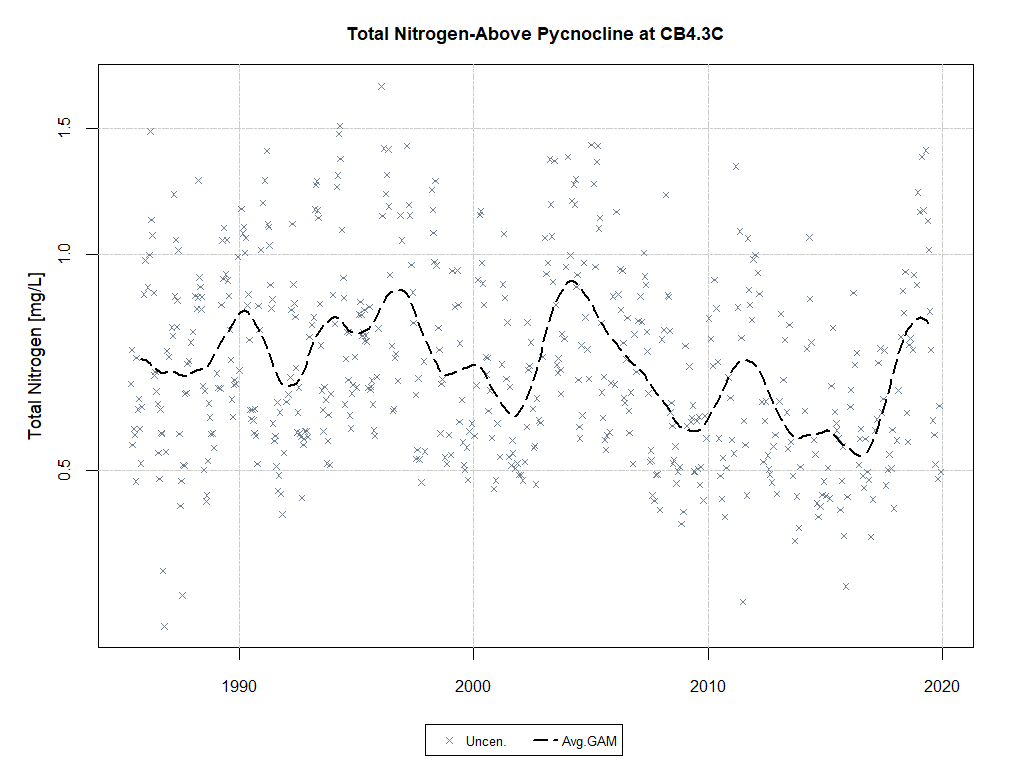 Total Nitrogen-Above Pycnocline at CB4.3C
Total Nitrogen [mg/L]
1.5
1.0
0.5
1990 2000 2010 2020
Uncen. Avg.GAM